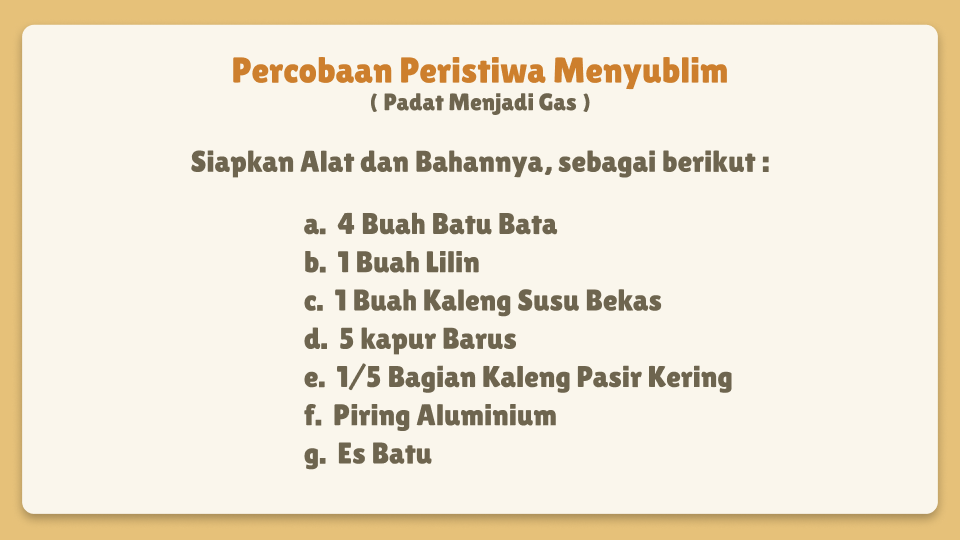 Percobaan Peristiwa Menyublim
( Padat Menjadi Gas )
Siapkan Alat dan Bahannya, sebagai berikut :
a. 4 Buah Batu Bata
b. 1 Buah Lilin
c. 1 Buah Kaleng Susu Bekas
d. 5 kapur Barus
e. 1/5 Bagian Kaleng Pasir Kering
f. Piring Aluminium
g. Es Batu